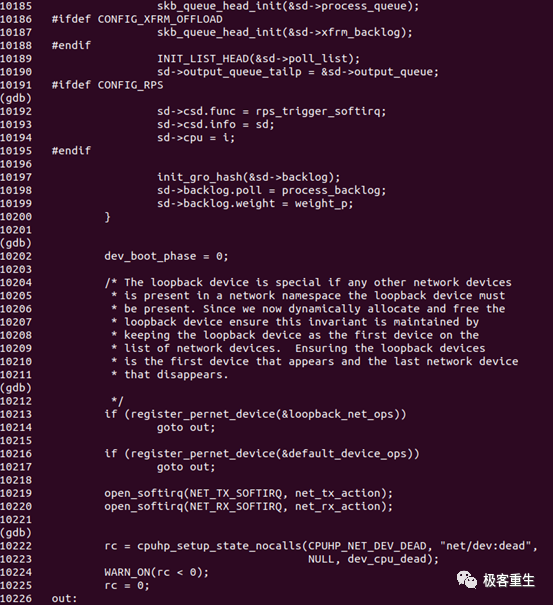 10185                   skb_queue_head_init(&sd->process_queue);
10186   #ifdef CONFIG_XFRM_OFFLOAD
10187                   skb_queue_head_init(&sd->xfrm_backlog);
10188   #endif
10189                   INIT_LIST_HEAD(&sd->poll_list);
10190                   sd->output_queue_tailp = &sd->output_queue;
10191   #ifdef CONFIG_RPS
(gdb)
10192                   sd->csd.func = rps_trigger_softirq;
10193                   sd->csd.info = sd;
10194                   sd->cpu = i;
10195   #endif
10196
10197                   init_gro_hash(&sd->backlog);
10198                   sd->backlog.poll = process_backlog;
10199                   sd->backlog.weight = weight_p;
10200           }
10201
(gdb)
10202           dev_boot_phase = 0;
10203
10204           /* The loopback device is special if any other network devices
10205            * is present in a network namespace the loopback device must
10206            * be present. Since we now dynamically allocate and free the
10207            * loopback device ensure this invariant is maintained by
10208            * keeping the loopback device as the first device on the
10209            * list of network devices.  Ensuring the loopback devices
10210            * is the first device that appears and the last network device
10211            * that disappears.
(gdb)
10212            */
10213           if (register_pernet_device(&loopback_net_ops))
10214                   goto out;
10215
10216           if (register_pernet_device(&default_device_ops))
10217                   goto out;
10218
10219           open_softirq(NET_TX_SOFTIRQ, net_tx_action);
10220           open_softirq(NET_RX_SOFTIRQ, net_rx_action);
10221
(gdb)
10222           rc = cpuhp_setup_state_nocalls(CPUHP_NET_DEV_DEAD, "net/dev:dead",
10223                                          NULL, dev_cpu_dead);
10224           WARN_ON(rc < 0);
10225           rc = 0;
10226   out:
极客重生